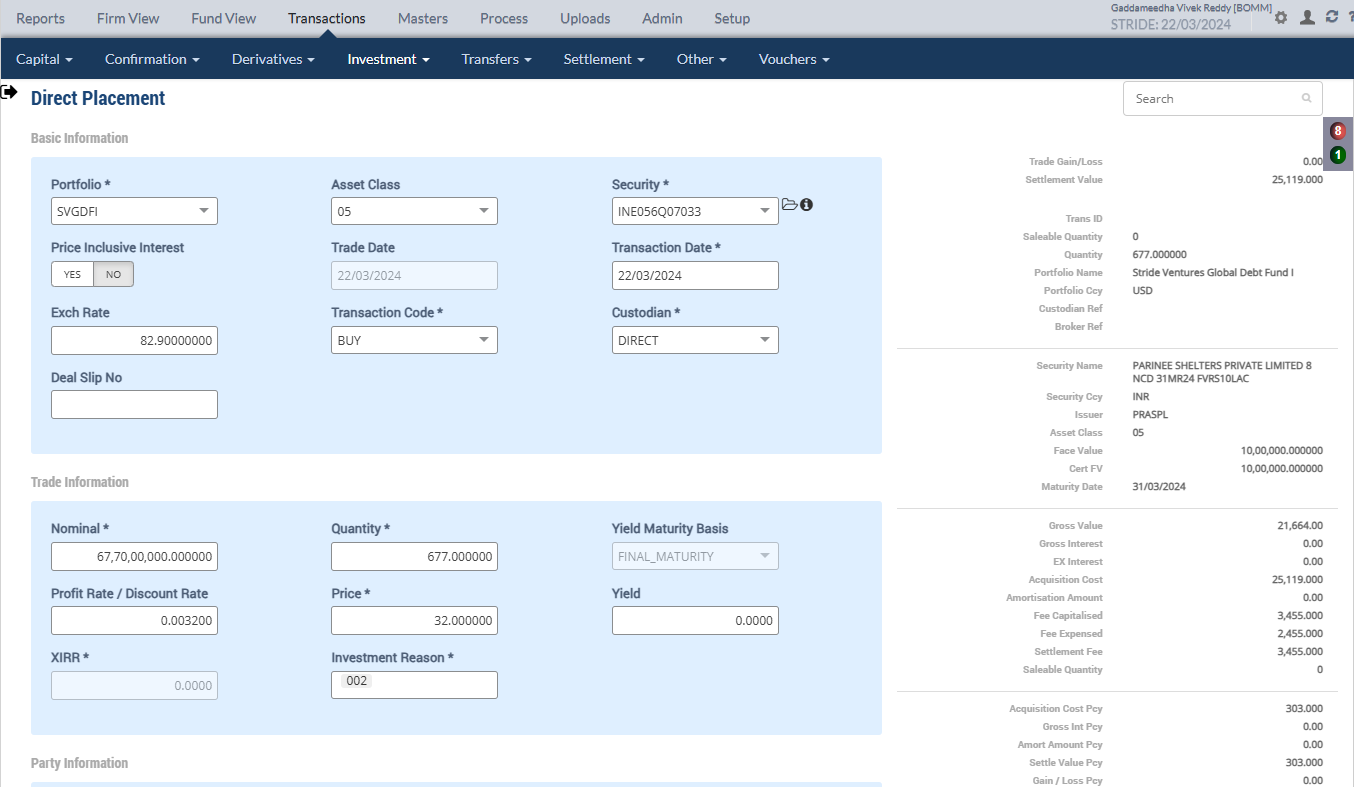 Reports Firm View Fund View Transactions Masters Process Uploads Admin Setup
Gaddameedha Vivek Reddy [BOMM]
STRIDE: 22/03/2024
Capital Confirmation Derivatives Investment Transfers Settlement Other Vouchers
Direct Placement
Search
8
1
Basic Information
Portfolio * Asset Class Security *
SVGDFI 05 INE056Q07033
Price Inclusive Interest Trade Date Transaction Date *
YES NO 22/03/2024 22/03/2024
Exch Rate Transaction Code * Custodian *
82.90000000 BUY DIRECT
Deal Slip No
Trade Information
Nominal * Quantity * Yield Maturity Basis
67,70,00,000.000000 677.000000 FINAL_MATURITY
Profit Rate / Discount Rate Price * Yield
0.003200 32.000000 0.0000
XIRR * Investment Reason *
0.0000 002
Party Information
Trade Gain/Loss 0.00
Settlement Value 25,119.000
Trans ID
Saleable Quantity 0
Quantity 677.000000
Portfolio Name Stride Ventures Global Debt Fund I
Portfolio Ccy USD
Custodian Ref
Broker Ref
Security Name PARINEE SHELTERS PRIVATE LIMITED 8
NCD 31MR24 FVRS10LAC
Security Ccy INR
Issuer PRASPL
Asset Class 05
Face Value 10,00,000.000000
Cert FV 10,00,000.000000
Maturity Date 31/03/2024
Gross Value 21,664.00
Gross Interest 0.00
EX Interest 0.00
Acquisition Cost 25,119.000
Amortisation Amount 0.00
Fee Capitalised 3,455.000
Fee Expensed 2,455.000
Settlement Fee 3,455.000
Saleable Quantity 0
Acquisition Cost Pcy 303.000
Gross Int Pcy 0.00
Amort Amount Pcy 0.00
Settle Value Pcy 303.000
Gain / Loss Pcy 0.00